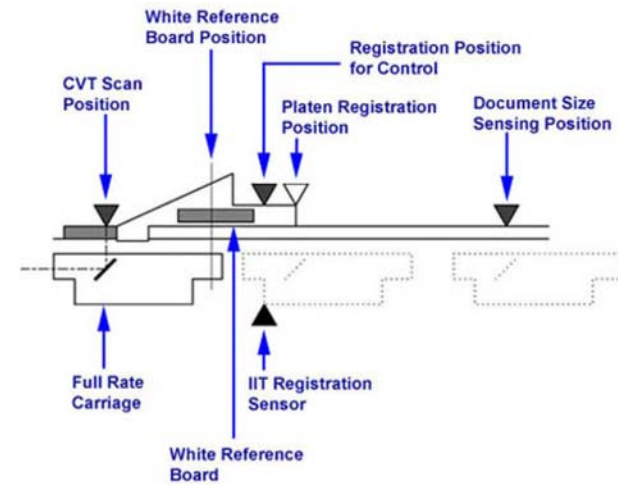 White Reference
Board Position
Registration Position
for Control
CVT Scan
Position
Platen Registration
Position
Document Size
Sensing Position
Full Rate
Carriage
IIT Registration
Sensor
White Reference
Board